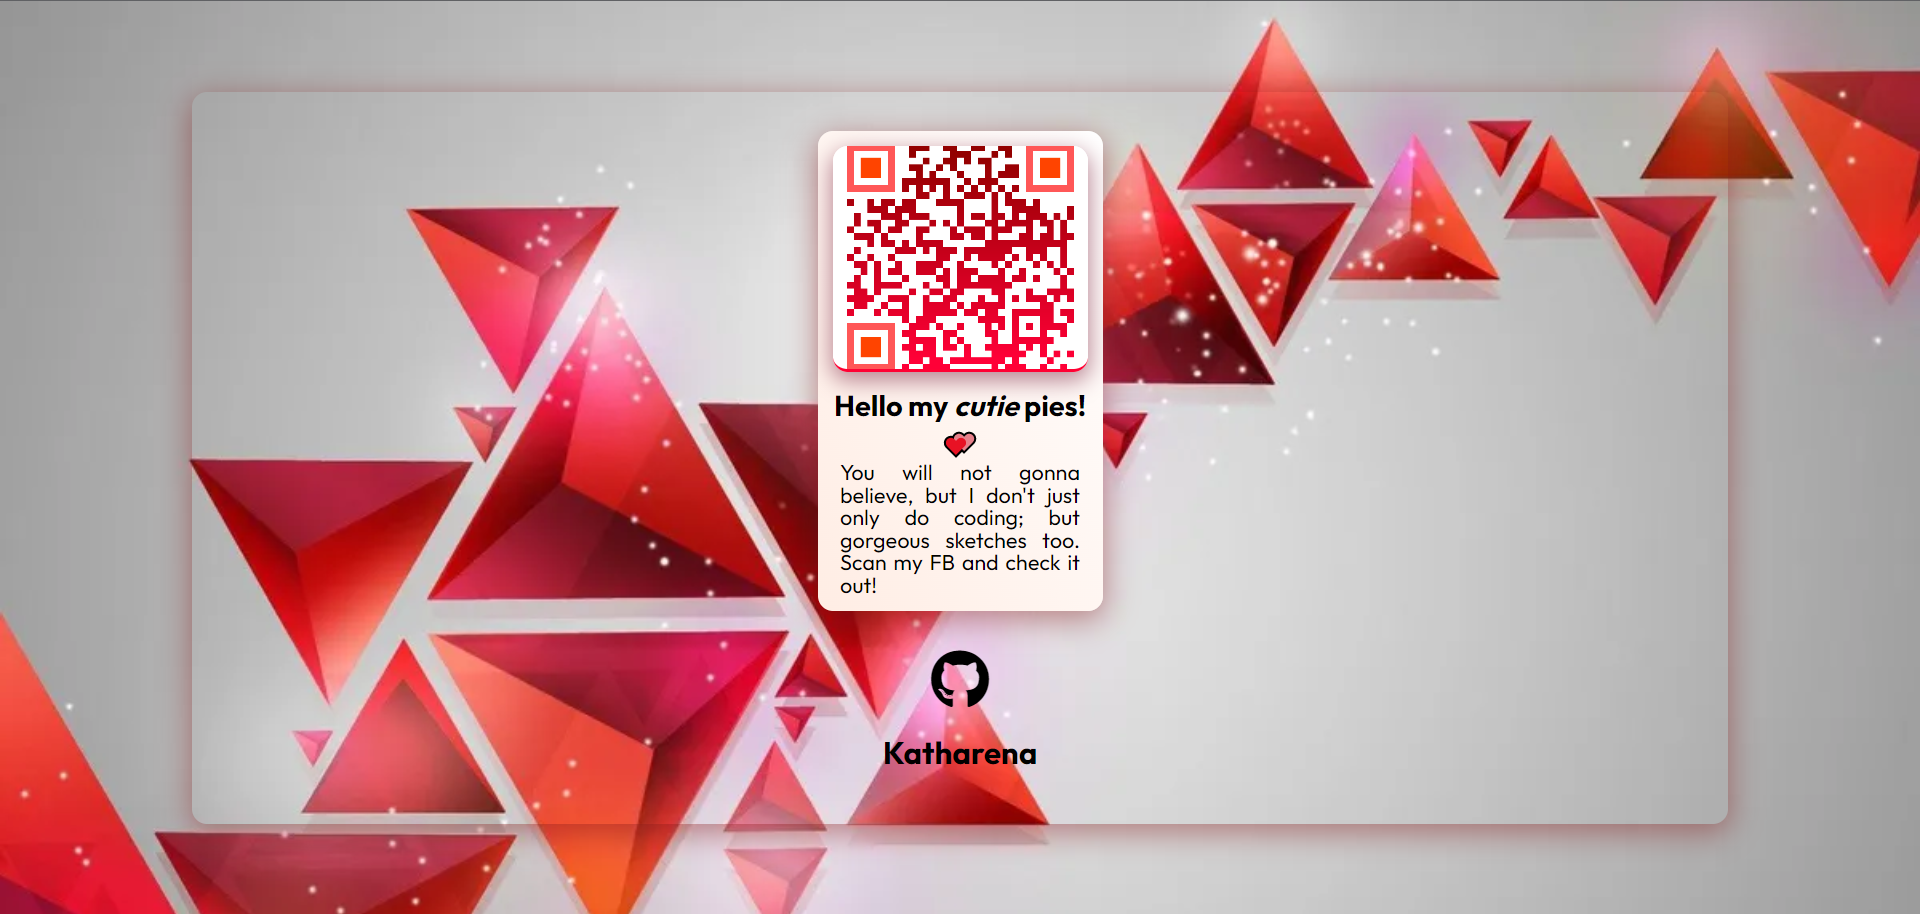 Hello my cutie pies!
You will not gonna
believe, but I don't just
only do coding; but
gorgeous sketches too.
Scan my FB and check it
out!
Katharena